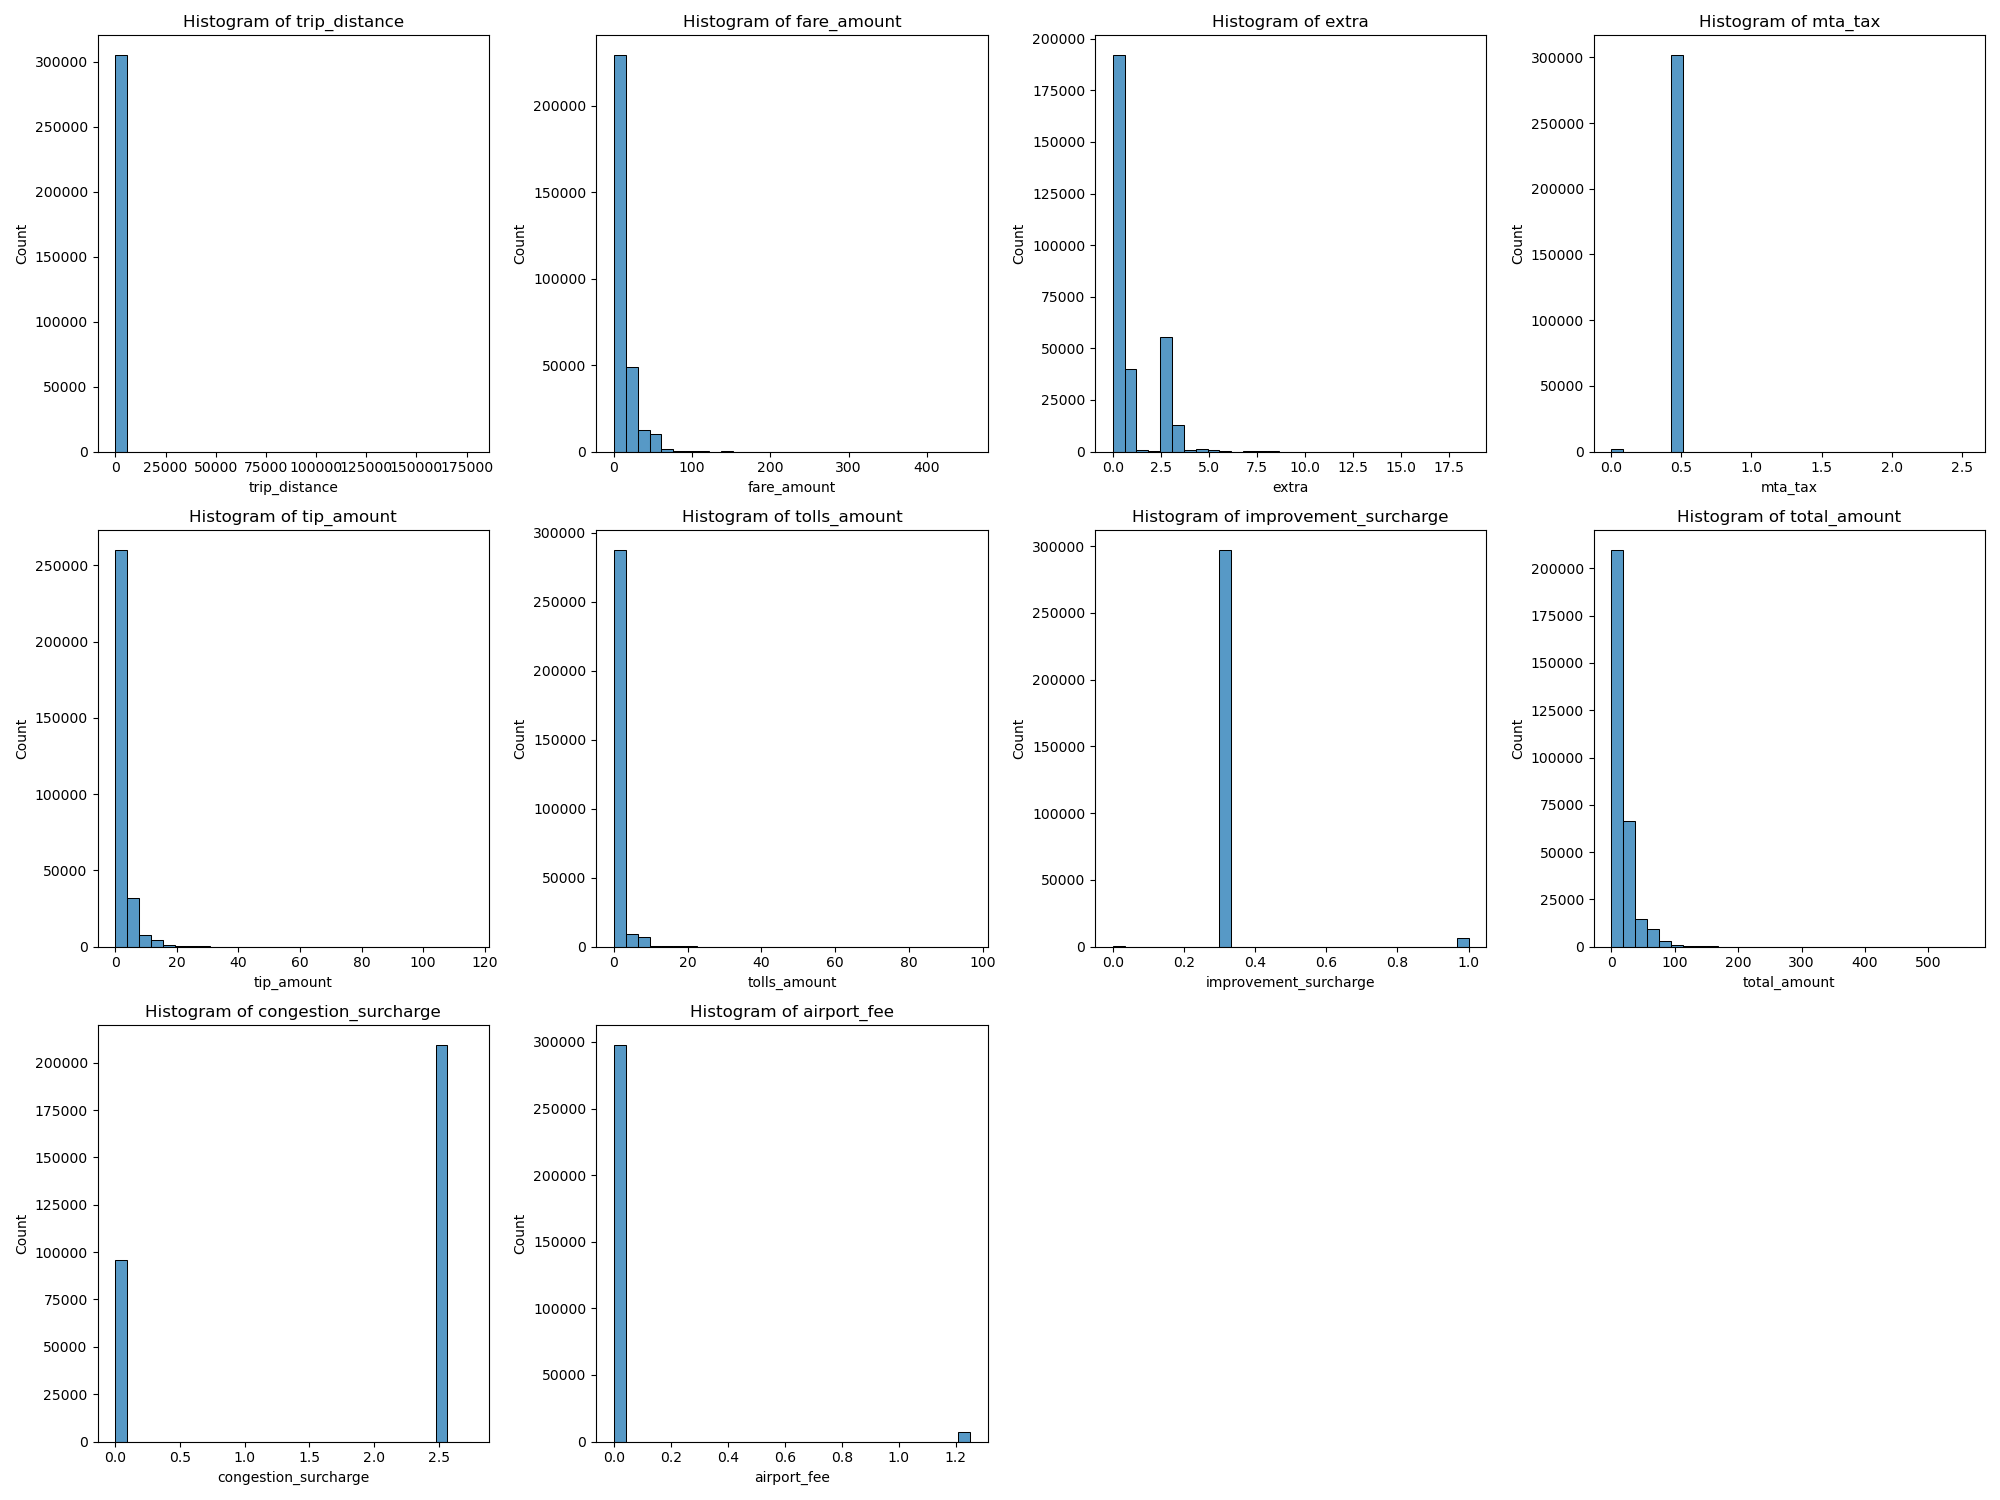 Histogram of trip_distance
300000
250000
200000
150000
100000
50000
0
Count
0 25000 50000 75000 100000 125000 150000 175000
trip_distance
Histogram of fare_amount
200000
150000
100000
50000
0
Count
0 100 200 300 400
fare_amount
Histogram of extra
200000
175000
150000
125000
100000
75000
50000
25000
0
Count
0.0 2.5 5.0 7.5 10.0 12.5 15.0 17.5
extra
Histogram of mta_tax
300000
250000
200000
150000
100000
50000
0
Count
0.0 0.5 1.0 1.5 2.0 2.5
mta_tax
Histogram of tip_amount
250000
200000
150000
100000
50000
0
Count
0 20 40 60 80 100 120
tip_amount
Histogram of tolls_amount
300000
250000
200000
150000
100000
50000
0
Count
0 20 40 60 80 100
tolls_amount
Histogram of improvement_surcharge
300000
250000
200000
150000
100000
50000
0
Count
0.0 0.2 0.4 0.6 0.8 1.0
improvement_surcharge
Histogram of total_amount
200000
175000
150000
125000
100000
75000
50000
25000
0
Count
0 100 200 300 400 500
total_amount
Histogram of congestion_surcharge
200000
175000
150000
125000
100000
75000
50000
25000
0
Count
0.0 0.5 1.0 1.5 2.0 2.5
congestion_surcharge
Histogram of airport_fee
300000
250000
200000
150000
100000
50000
0
Count
0.0 0.2 0.4 0.6 0.8 1.0 1.2
airport_fee